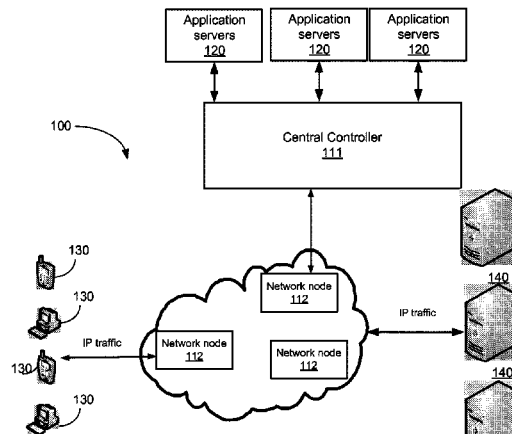 Application
servers
120
Application
servers
120
Application
servers
120
100
Central Controller
111
130
130
130
130
IP traffic
Network node
112
Network node
112
Network node
112
IP traffic
140
140